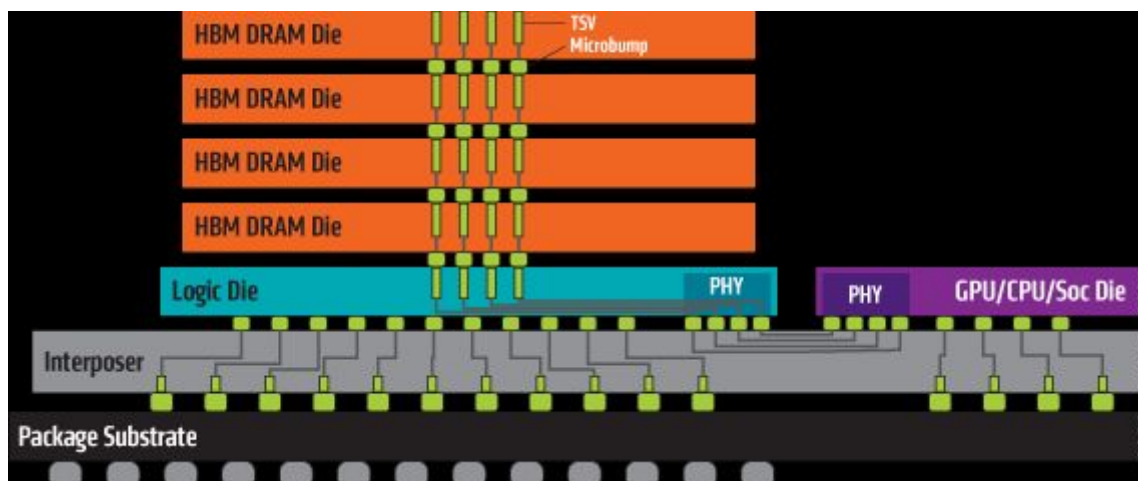 HBM DRAM Die
TSV
Microbump
HBM DRAM Die
HBM DRAM Die
HBM DRAM Die
Logic Die
PHY
PHY
GPU/CPU/Soc Die
Interposer
Package Substrate